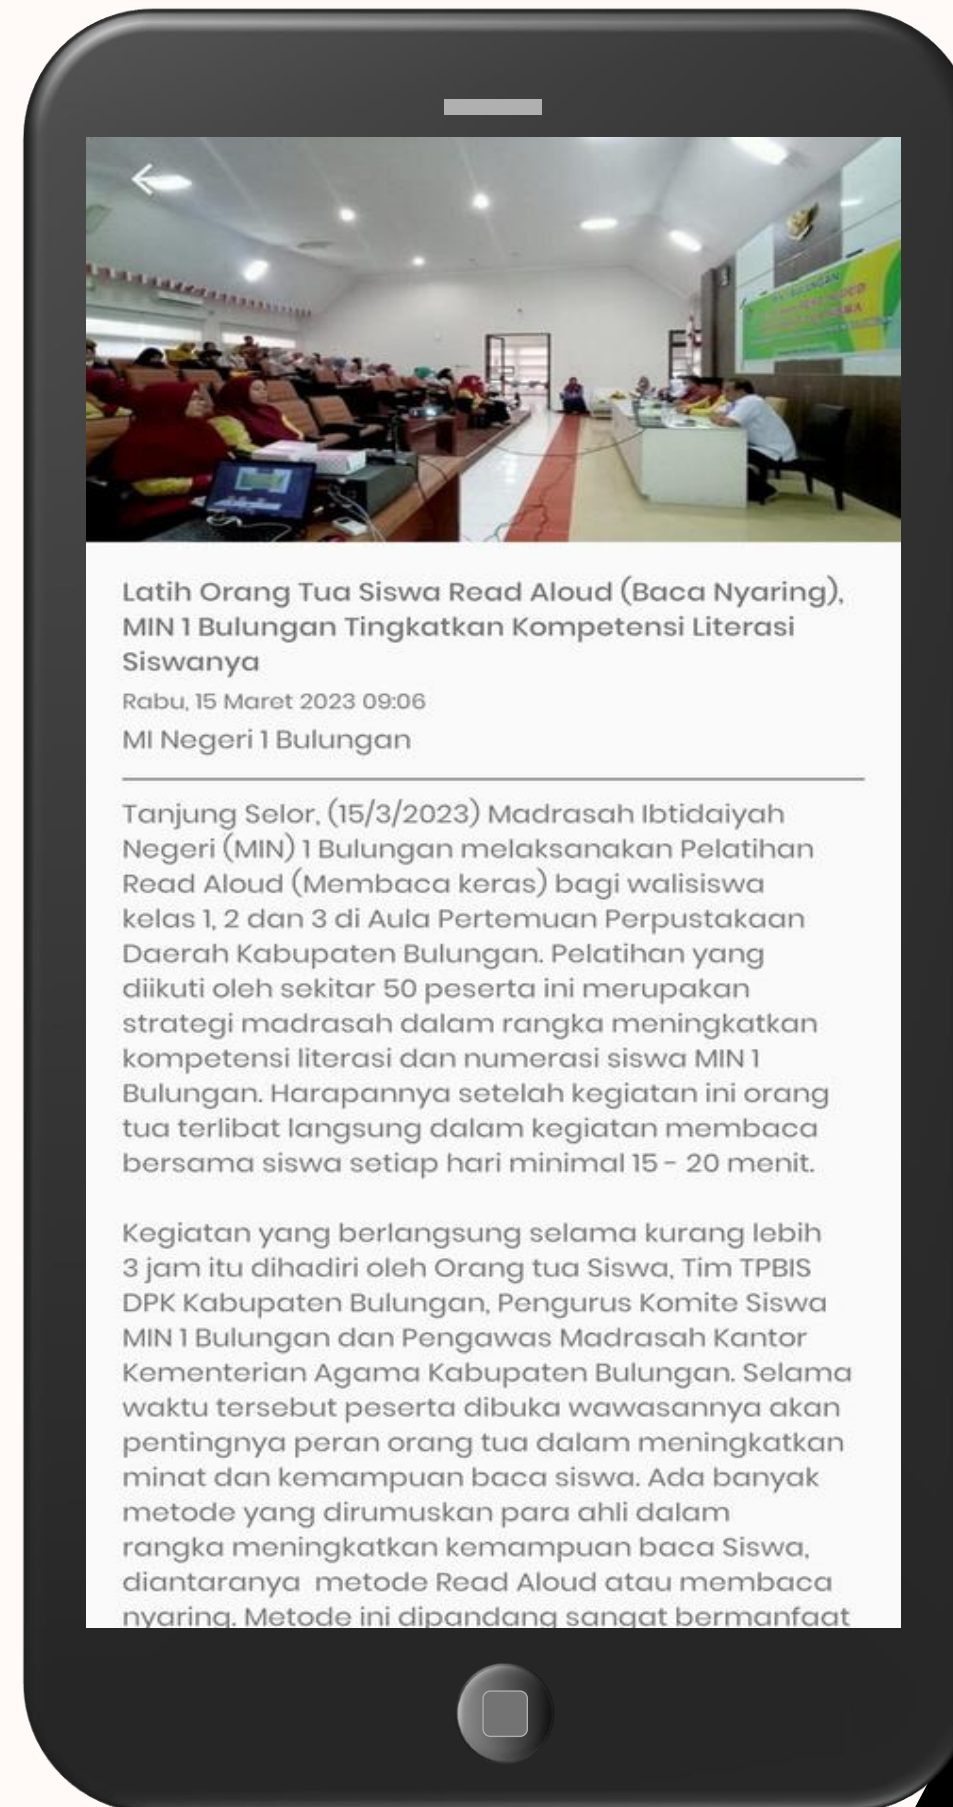 BULUNGAN
Latih Orang Tua Siswa Read Aloud (Baca Nyaring),
MIN 1 Bulungan Tingkatkan Kompetensi Literasi
Siswanya
Rabu, 15 Maret 2023 09:06
MI Negeri 1 Bulungan
Tanjung Selor, (15/3/2023) Madrasah Ibtidaiyah
Negeri (MIN) 1 Bulungan melaksanakan Pelatihan
Read Aloud (Membaca keras) bagi walisiswa
kelas 1, 2 dan 3 di Aula Pertemuan Perpustakaan
Daerah Kabupaten Bulungan. Pelatihan yang
diikuti oleh sekitar 50 peserta ini merupakan
strategi madrasah dalam rangka meningkatkan
kompetensi literasi dan numerasi siswa MIN 1
Bulungan. Harapannya setelah kegiatan ini orang
tua terlibat langsung dalam kegiatan membaca
bersama siswa setiap hari minimal 15 - 20 menit.
Kegiatan yang berlangsung selama kurang lebih
3 jam itu dihadiri oleh Orang tua Siswa, Tim TPBIS
DPK Kabupaten Bulungan, Pengurus Komite Siswa
MIN 1 Bulungan dan Pengawas Madrasah Kantor
Kementerian Agama Kabupaten Bulungan. Selama
waktu tersebut peserta dibuka wawasannya akan
pentingnya peran orang tua dalam meningkatkan
minat dan kemampuan baca siswa. Ada banyak
metode yang dirumuskan para ahli dalam
rangka meningkatkan kemampuan baca Siswa,
diantaranya  metode Read Aloud atau membaca
nyaring. Metode ini dipandang sangat bermanfaat